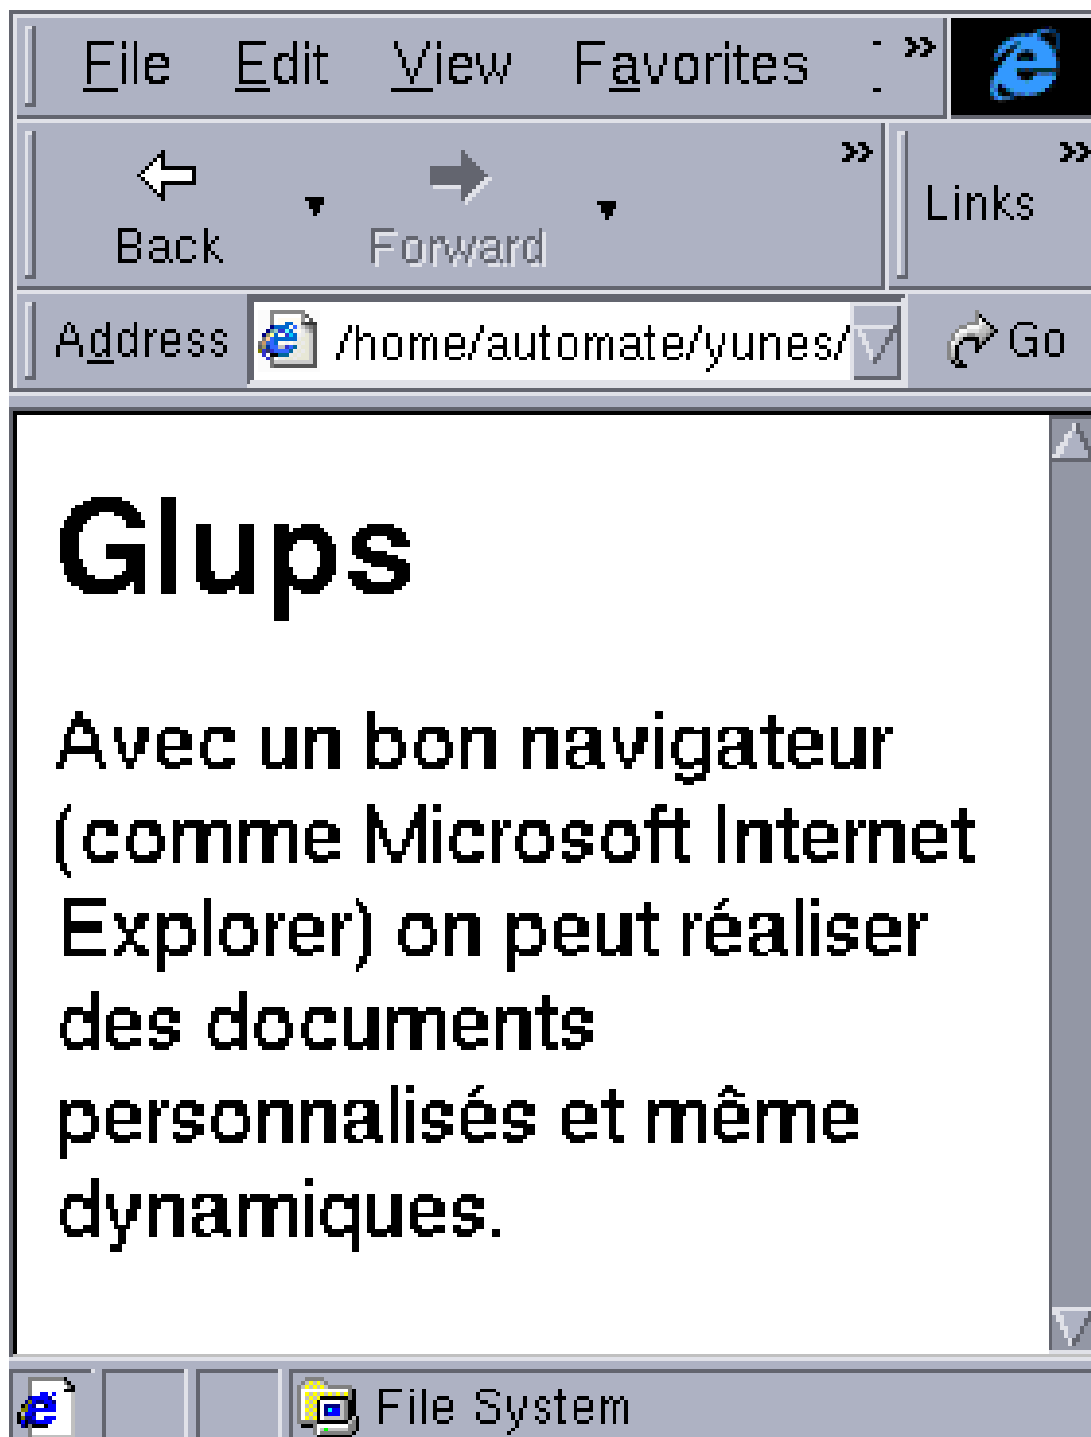 File Edit View Favorites »
Back Forward » Links »
Address /home/automate/yunes/ Go
Glups
Avec un bon navigateur
(comme Microsoft Internet
Explorer) on peut réaliser
des documents
personnalisés et même
dynamiques.
File System